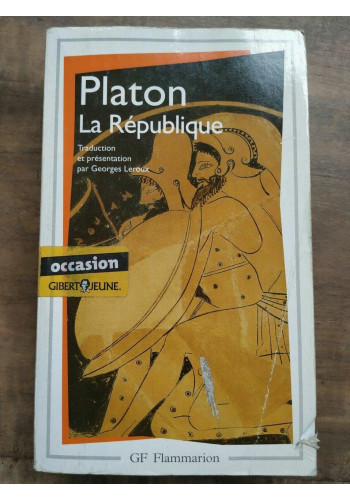 Platon
La République
Traduction
et présentation
par Georges Leroux
occasion
GIBERT JEUNE.
GF Flammarion